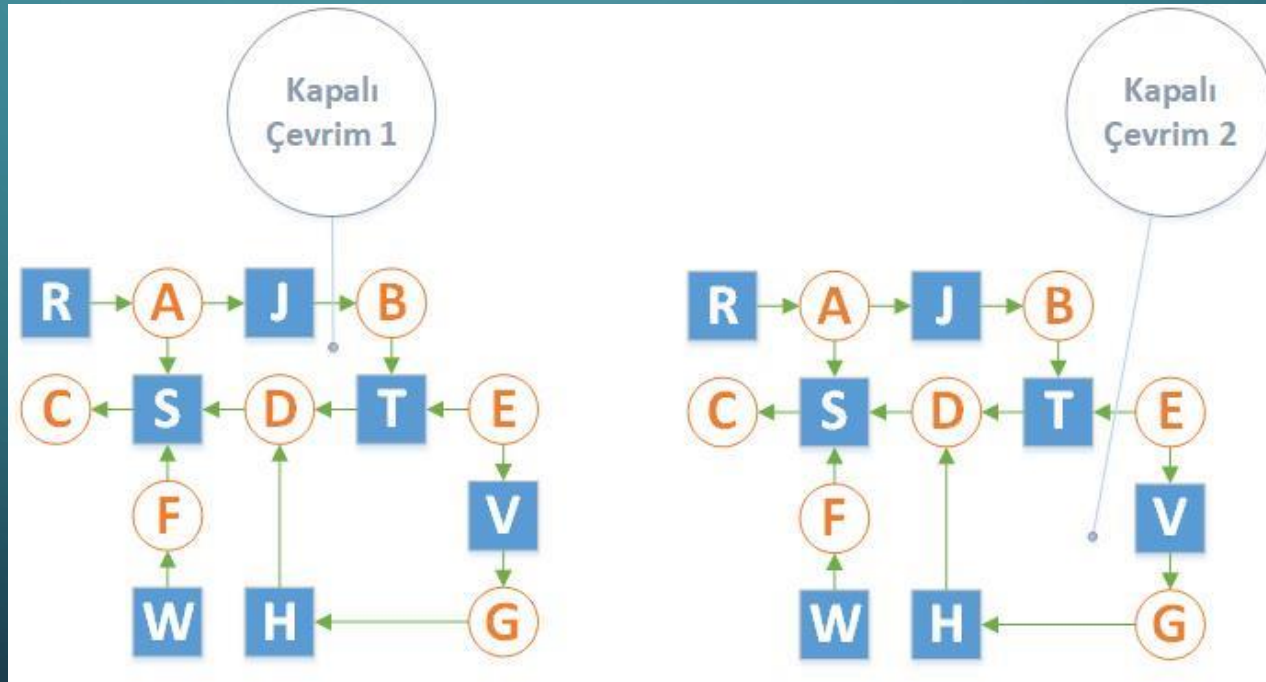 Kapalı
Çevrim 1
Kapalı
Çevrim 2
R A J B
C S D T E
F V
W H G
R A J B
C S D T E
F V
W H G